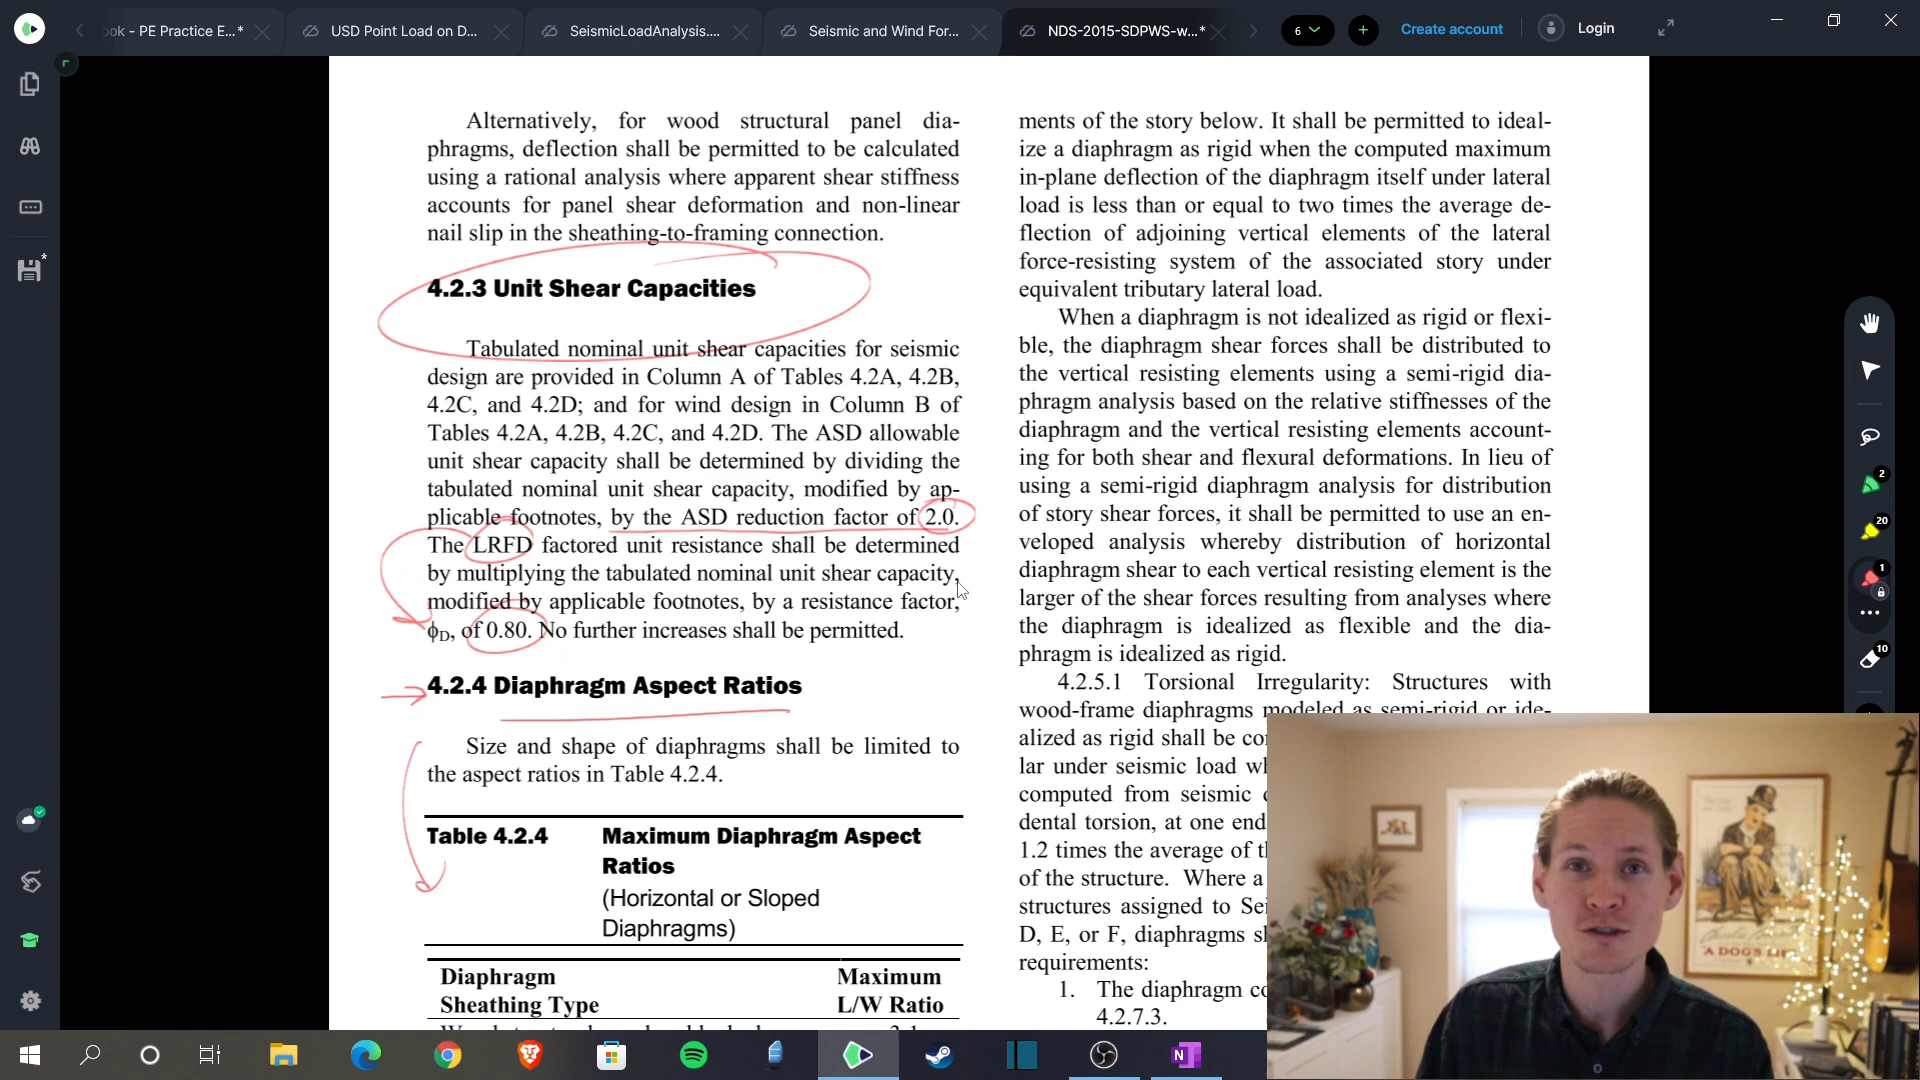 ook - PE Practice E...*
USD Point Load on D...
SeismicLoadAnalysis....
Seismic and Wind For...
NDS-2015-SDPWS-w...*
6
Create account
Login
Alternatively, for wood structural panel dia-
phragms, deflection shall be permitted to be calculated
using a rational analysis where apparent shear stiffness
accounts for panel shear deformation and non-linear
nail slip in the sheathing-to-framing connection.
4.2.3 Unit Shear Capacities
Tabulated nominal unit shear capacities for seismic
design are provided in Column A of Tables 4.2A, 4.2B,
4.2C, and 4.2D; and for wind design in Column B of
Tables 4.2A, 4.2B, 4.2C, and 4.2D. The ASD allowable
unit shear capacity shall be determined by dividing the
tabulated nominal unit shear capacity, modified by ap-
plicable footnotes, by the ASD reduction factor of 2.0.
The LRFD factored unit resistance shall be determined
by multiplying the tabulated nominal unit shear capacity,
modified by applicable footnotes, by a resistance factor,
ϕD, of 0.80. No further increases shall be permitted.
4.2.4 Diaphragm Aspect Ratios
Size and shape of diaphragms shall be limited to
the aspect ratios in Table 4.2.4.
Table 4.2.4 Maximum Diaphragm Aspect
Ratios
(Horizontal or Sloped
Diaphragms)
Diaphragm Maximum
Sheathing Type L/W Ratio
ments of the story below. It shall be permitted to ideal-
ize a diaphragm as rigid when the computed maximum
in-plane deflection of the diaphragm itself under lateral
load is less than or equal to two times the average de-
flection of adjoining vertical elements of the lateral
force-resisting system of the associated story under
equivalent tributary lateral load.
When a diaphragm is not idealized as rigid or flexi-
ble, the diaphragm shear forces shall be distributed to
the vertical resisting elements using a semi-rigid dia-
phragm analysis based on the relative stiffnesses of the
diaphragm and the vertical resisting elements account-
ing for both shear and flexural deformations. In lieu of
using a semi-rigid diaphragm analysis for distribution
of story shear forces, it shall be permitted to use an en-
veloped analysis whereby distribution of horizontal
diaphragm shear to each vertical resisting element is the
larger of the shear forces resulting from analyses where
the diaphragm is idealized as flexible and the dia-
phragm is idealized as rigid.
4.2.5.1 Torsional Irregularity: Structures with
wood-frame diaphragms modeled as semi-rigid or ide-
alized as rigid shall be co
lar under seismic load wh
computed from seismic
dental torsion, at one end
1.2 times the average of th
of the structure. Where a
structures assigned to Sei
D, E, or F, diaphragms sh
requirements:
1. The diaphragm co
4.2.7.3.
2
20
1
10
A DOG'S LIFE